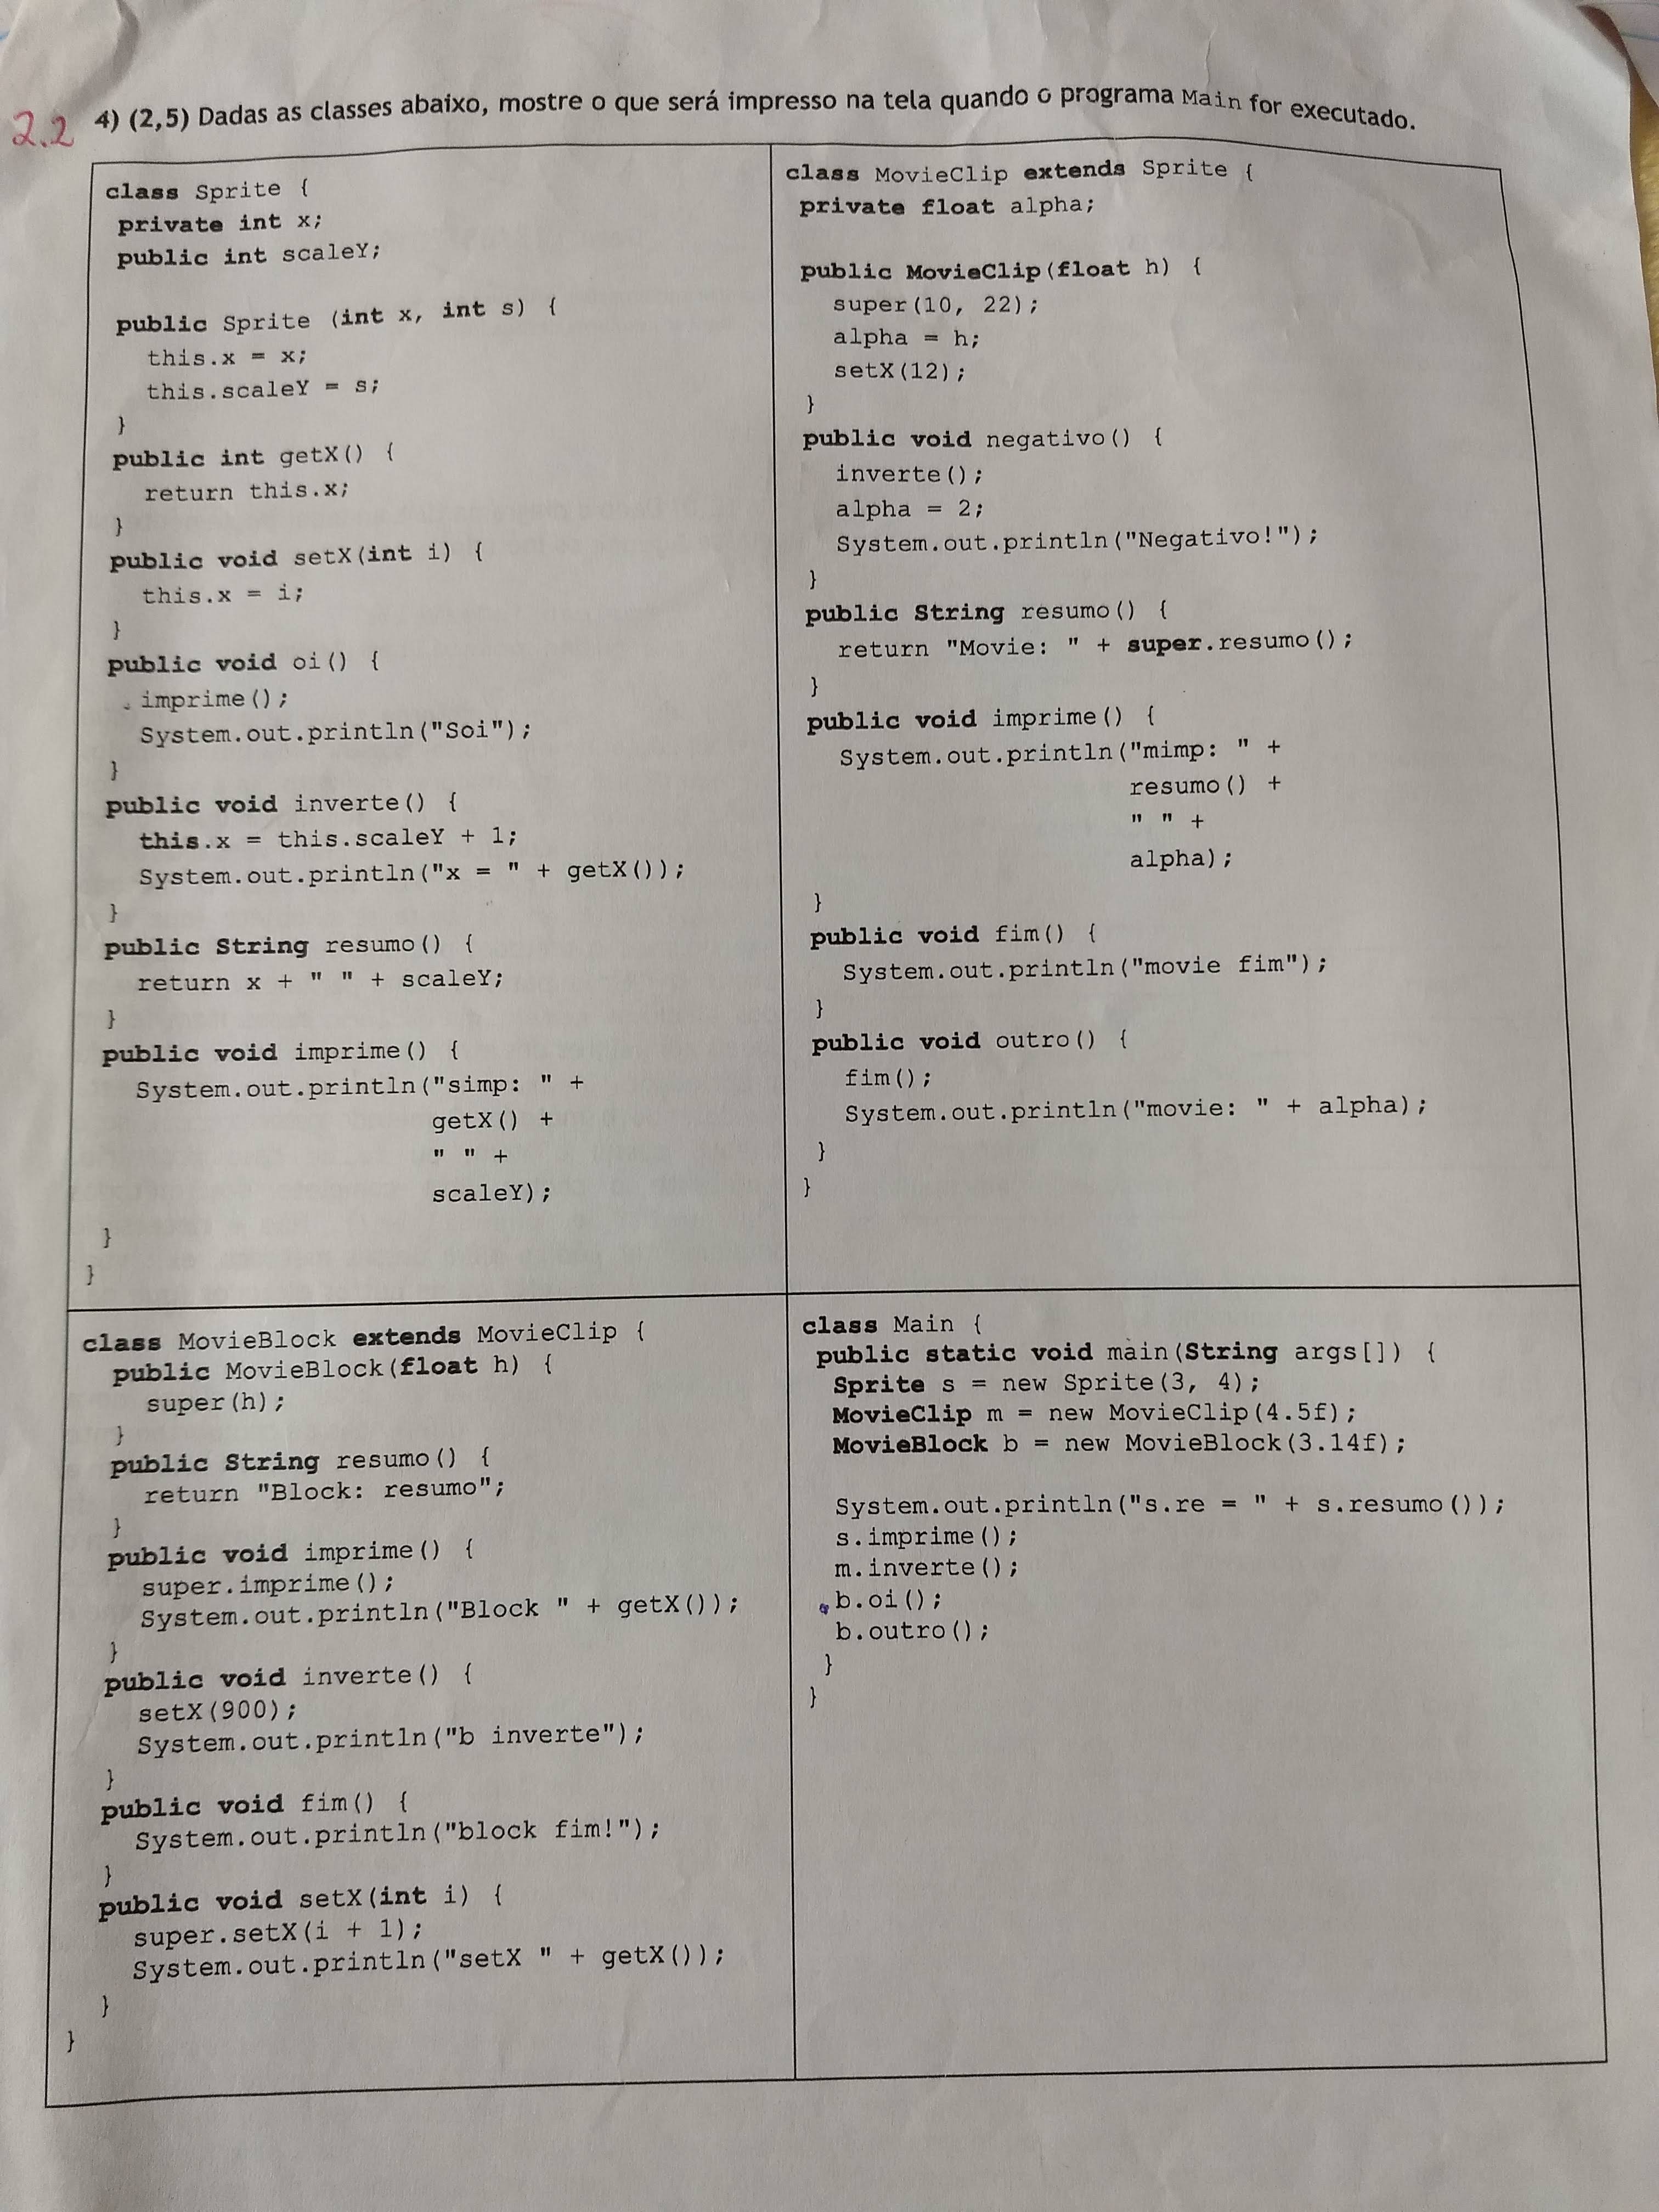 2.2
4) (2,5) Dadas as classes abaixo, mostre o que será impresso na tela quando o programa Main for executado.
class Sprite {
private int x;
public int scaleY;
public Sprite (int x, int s) {
this.x = x;
this.scaleY = s;
}
public int getX() {
return this.x;
}
public void setX(int i) {
this.x = i;
}
public void oi() {
imprime();
System.out.println("Soi");
}
public void inverte() {
this.x = this.scaleY + 1;
System.out.println("x = " + getX());
}
public String resumo() {
return x + " " + scaleY;
}
public void imprime() {
System.out.println("simp: " +
getX() +
" " +
scaleY);
}
}
class MovieClip extends Sprite {
private float alpha;
public MovieClip(float h) {
super(10, 22);
alpha = h;
setX(12);
}
public void negativo() {
inverte();
alpha = 2;
System.out.println("Negativo!");
}
public String resumo() {
return "Movie: " + super.resumo();
}
public void imprime() {
System.out.println("mimp: " +
resumo() +
" " +
alpha);
}
public void fim() {
System.out.println("movie fim");
}
public void outro() {
fim();
System.out.println("movie: " + alpha);
}
}
class MovieBlock extends MovieClip {
public MovieBlock(float h) {
super(h);
}
public String resumo() {
return "Block: resumo";
}
public void imprime() {
super.imprime();
System.out.println("Block " + getX());
}
public void inverte() {
setX(900);
System.out.println("b inverte");
}
public void fim() {
System.out.println("block fim!");
}
public void setX(int i) {
super.setX(i + 1);
System.out.println("setX " + getX());
}
}
class Main {
public static void main(String args[]) {
Sprite s = new Sprite(3, 4);
MovieClip m = new MovieClip(4.5f);
MovieBlock b = new MovieBlock(3.14f);
System.out.println("s.re = " + s.resumo());
s.imprime();
m.inverte();
b.oi();
b.outro();
}
}